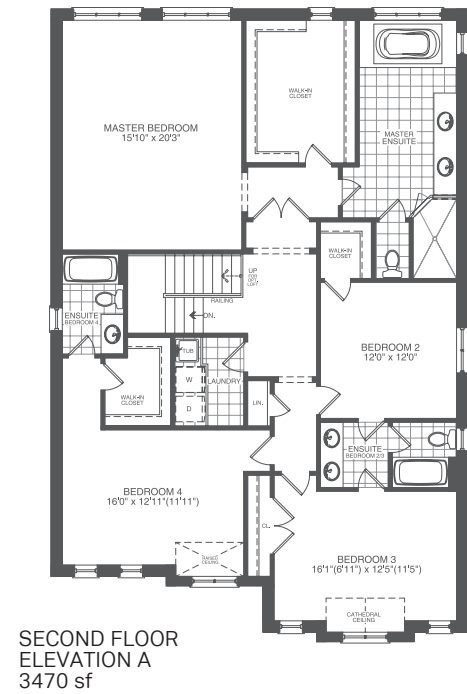 WALK-IN
CLOSET
MASTER BEDROOM
15'10" x 20'3"
MASTER
ENSUITE
WALK-IN
CLOSET
UP
FOR
OPT.
LOFT
RAILING
DN.
ENSUITE
BEDROOM 4
TUB
W
D
LAUNDRY
WALK-IN
CLOSET
LIN.
BEDROOM 2
12'0" x 12'0"
ENSUITE
BEDROOM 2/3
BEDROOM 4
16'0" x 12'11"(11'11")
CL.
RAISED
CEILING
BEDROOM 3
16'1"(6'11") x 12'5"(11'5")
CATHEDRAL
CEILING
SECOND FLOOR
ELEVATION A
3470 sf